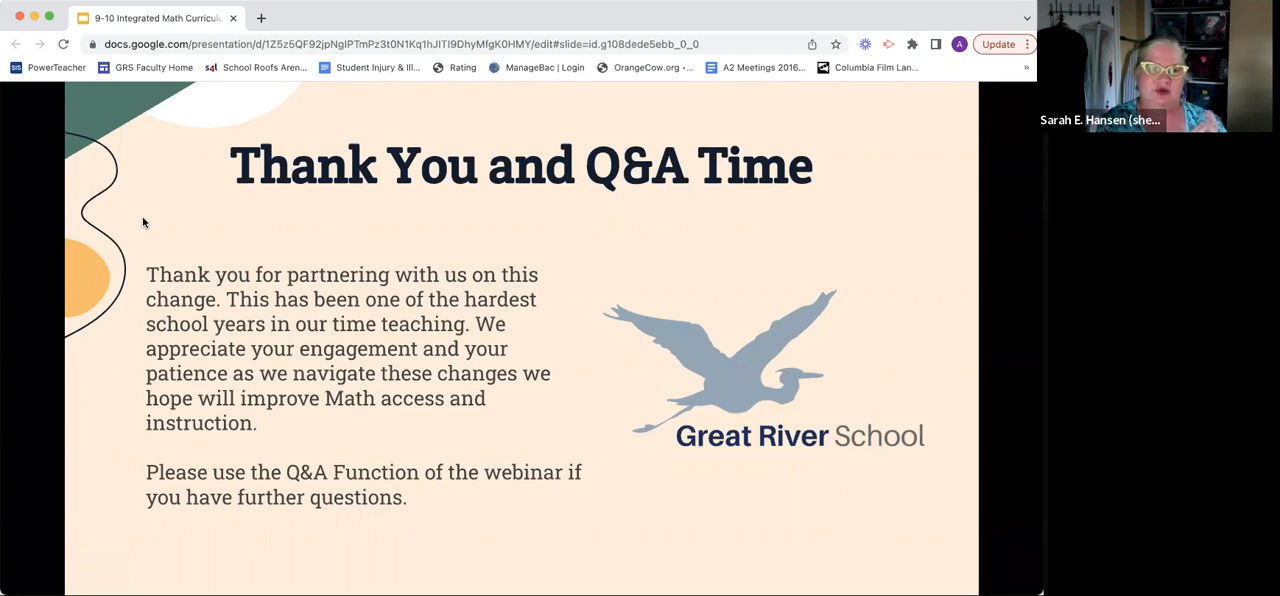 9-10 Integrated Math Curricul
docs.google.com/presentation/d/1Z5z5QF92jpNgIPTmPz3t0N1Kq1hJITI9DhyMfgK0HMY/edit#slide=id.g108dede5ebb_0_0
A
Update
SIS PowerTeacher
GRS Faculty Home
sql School Roofs Aren...
Student Injury & Ill...
Rating
ManageBac | Login
OrangeCow.org •...
A2 Meetings 2016...
Columbia Film Lan...
»
Sarah E. Hansen (she...
Thank You and Q&A Time
Thank you for partnering with us on this
change. This has been one of the hardest
school years in our time teaching. We
appreciate your engagement and your
patience as we navigate these changes we
hope will improve Math access and
instruction.
Please use the Q&A Function of the webinar if
you have further questions.
Great River School